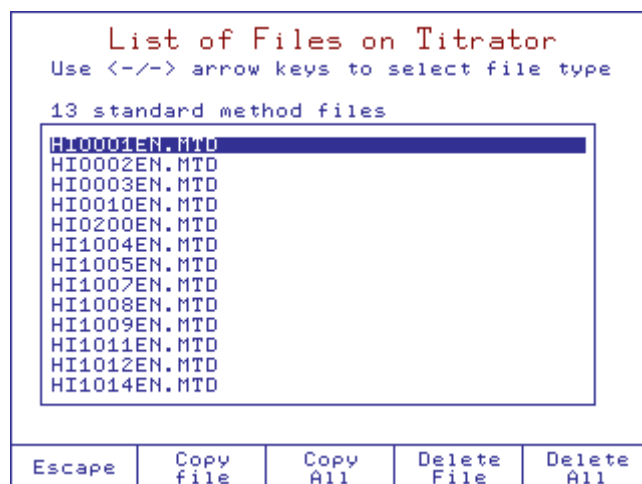 List of Files on Titrator
Use <-/-> arrow keys to select file type
13 standard method files
HI0001EN.MTD
HI0002EN.MTD
HI0003EN.MTD
HI0010EN.MTD
HI0200EN.MTD
HI1004EN.MTD
HI1005EN.MTD
HI1007EN.MTD
HI1008EN.MTD
HI1009EN.MTD
HI1011EN.MTD
HI1012EN.MTD
HI1014EN.MTD
Escape
Copy
file
Copy
All
Delete
File
Delete
All